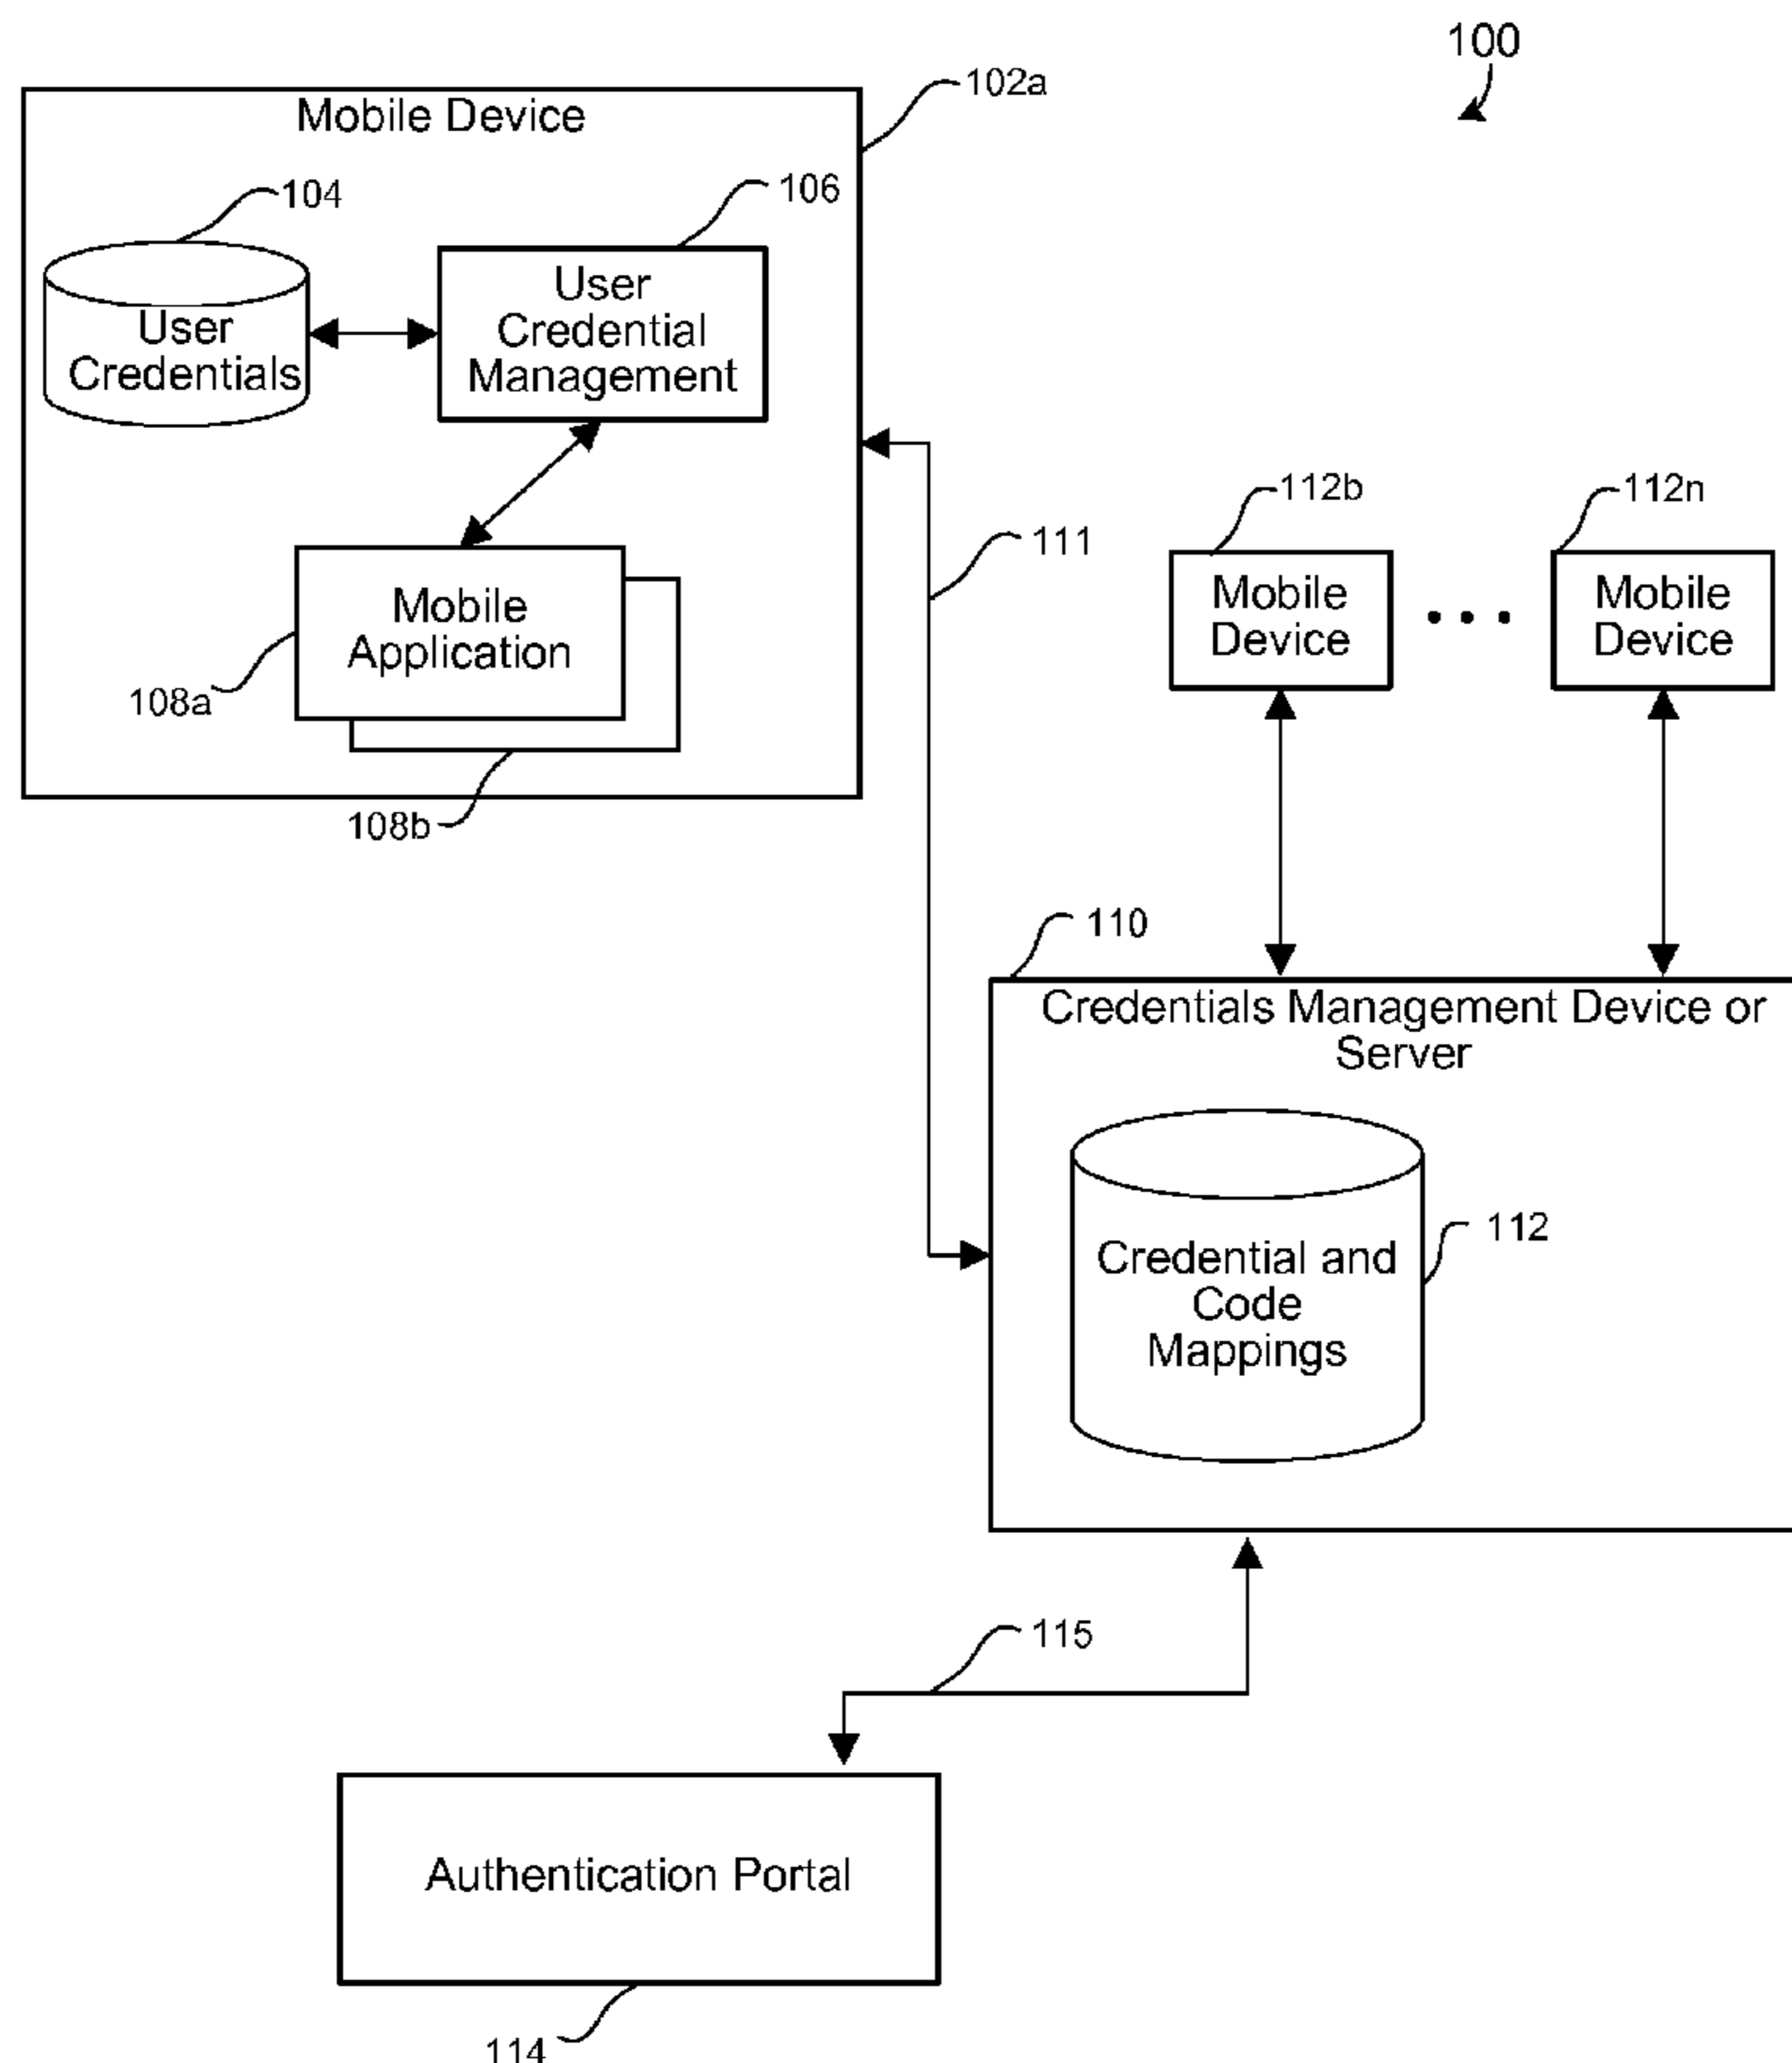 100
Mobile Device
102a
104
106
User
Credentials
User
Credential
Management
Mobile
Application
108a
108b
111
112b
112n
Mobile
Device
Mobile
Device
110
Credentials Management Device or
Server
Credential and
Code
Mappings
112
115
Authentication Portal
114